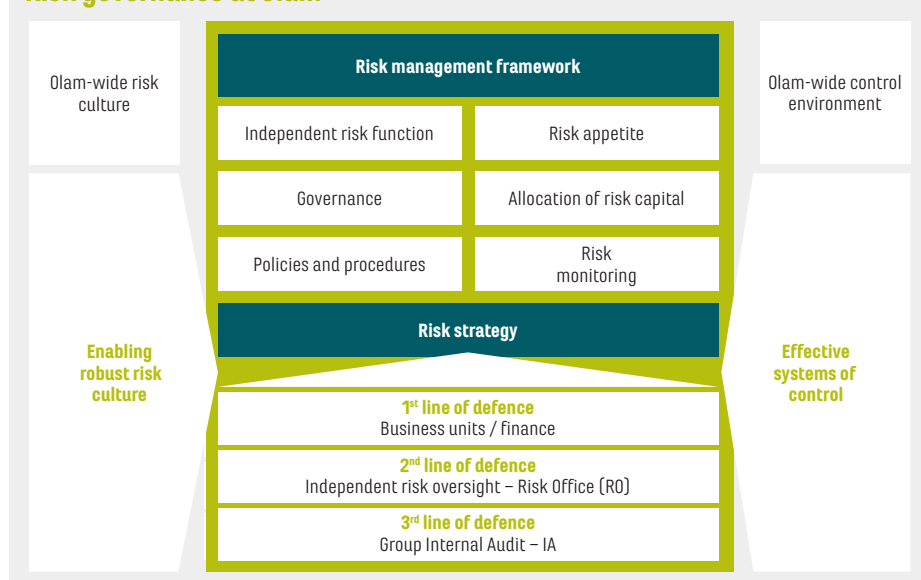 Olam-wide risk
culture
Risk management framework
Olam-wide control
environment
Independent risk function
Risk appetite
Governance
Allocation of risk capital
Policies and procedures
Risk
monitoring
Risk strategy
Enabling
robust risk
culture
Effective
systems of
control
1st line of defence
Business units / finance
2nd line of defence
Independent risk oversight – Risk Office (RO)
3rd line of defence
Group Internal Audit – IA